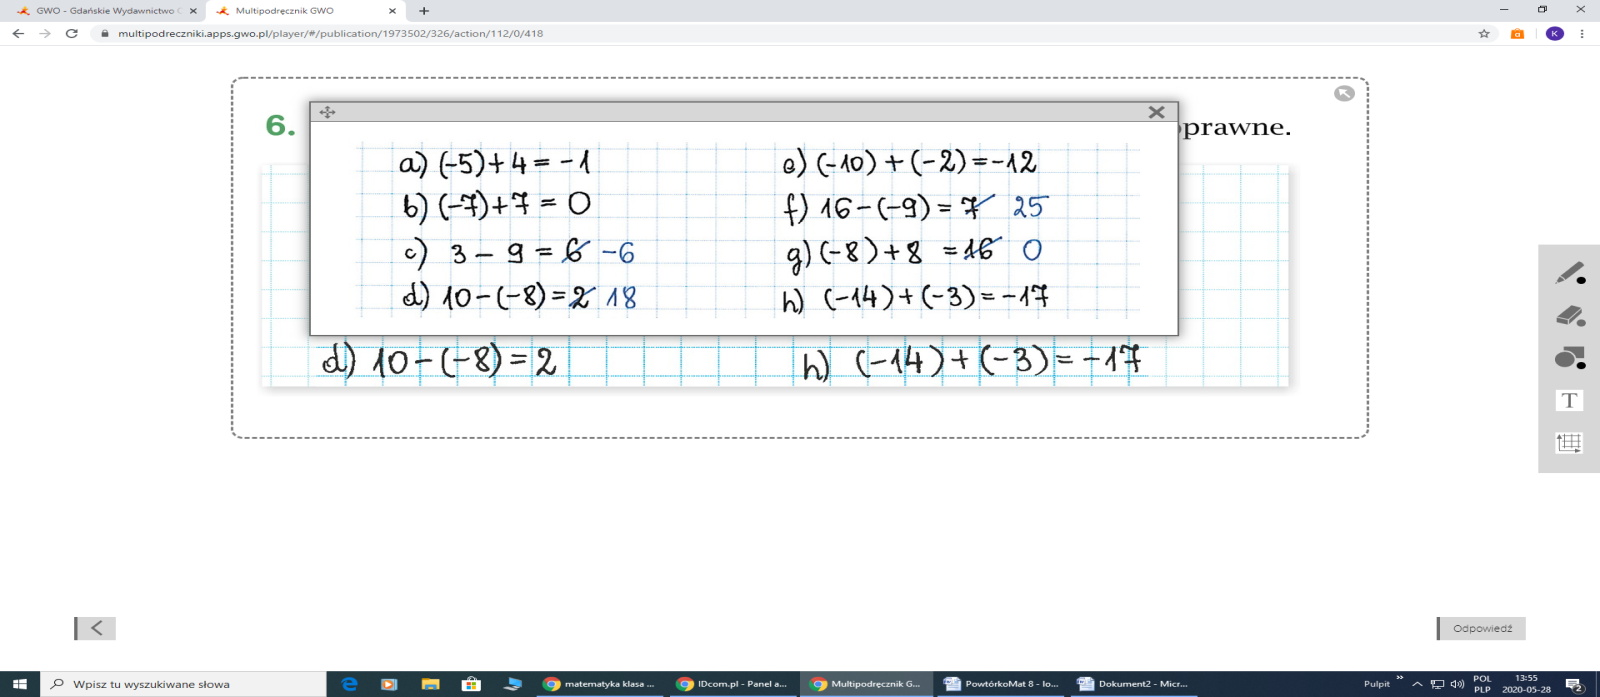 GWO - Gdańskie Wydawnictwo
Multipodręcznik GWO
multipodreczniki.apps.gwo.pl/player/#/publication/1973502/326/action/112/0/418
K
6.
prawne.
a) (-5)+4 = -1
b) (-7)+7 = 0
c) 3 - 9 = 6 -6
d) 10-(-8)=2 18
e) (-10)+(-2)=-12
f) 16-(-9)=7 25
g) (-8)+8 =16 0
h) (-14)+(-3)=-17
d) 10-(-8)=2
h) (-14)+(-3)=-17
T
Odpowiedź
Wpisz tu wyszukiwane słowa
matematyka klasa ...
IDcom.pl - Panel a...
Multipodręcznik G...
PowtórkoMat 8 - lo...
Dokument2 - Micr...
Pulpit
POL
PLP
13:55
2020-05-28
2